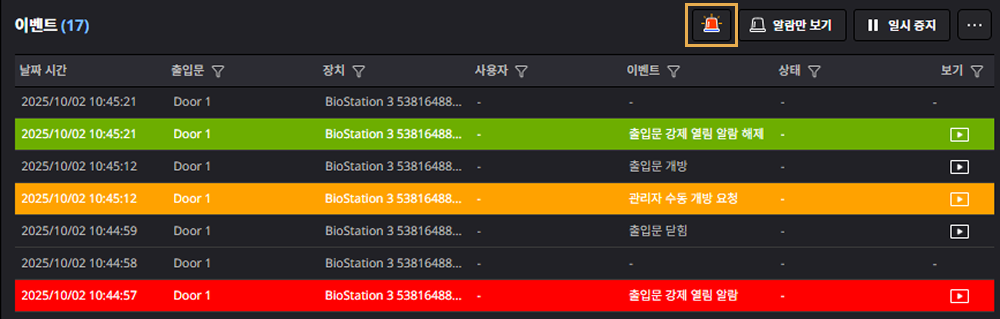 이벤트 (17) 알람만 보기 일시 중지 ...
날짜 시간 출입문 장치 사용자 이벤트 상태 보기
2025/10/02 10:45:21 Door 1 BioStation 3 53816488... - - - -
2025/10/02 10:45:21 Door 1 BioStation 3 53816488... - 출입문 강제 열림 알람 해제 -
2025/10/02 10:45:12 Door 1 BioStation 3 53816488... - 출입문 개방 -
2025/10/02 10:45:12 Door 1 BioStation 3 53816488... - 관리자 수동 개방 요청 -
2025/10/02 10:44:59 Door 1 BioStation 3 53816488... - 출입문 닫힘 -
2025/10/02 10:44:58 Door 1 BioStation 3 53816488... - - - -
2025/10/02 10:44:57 Door 1 BioStation 3 53816488... - 출입문 강제 열림 알람 -